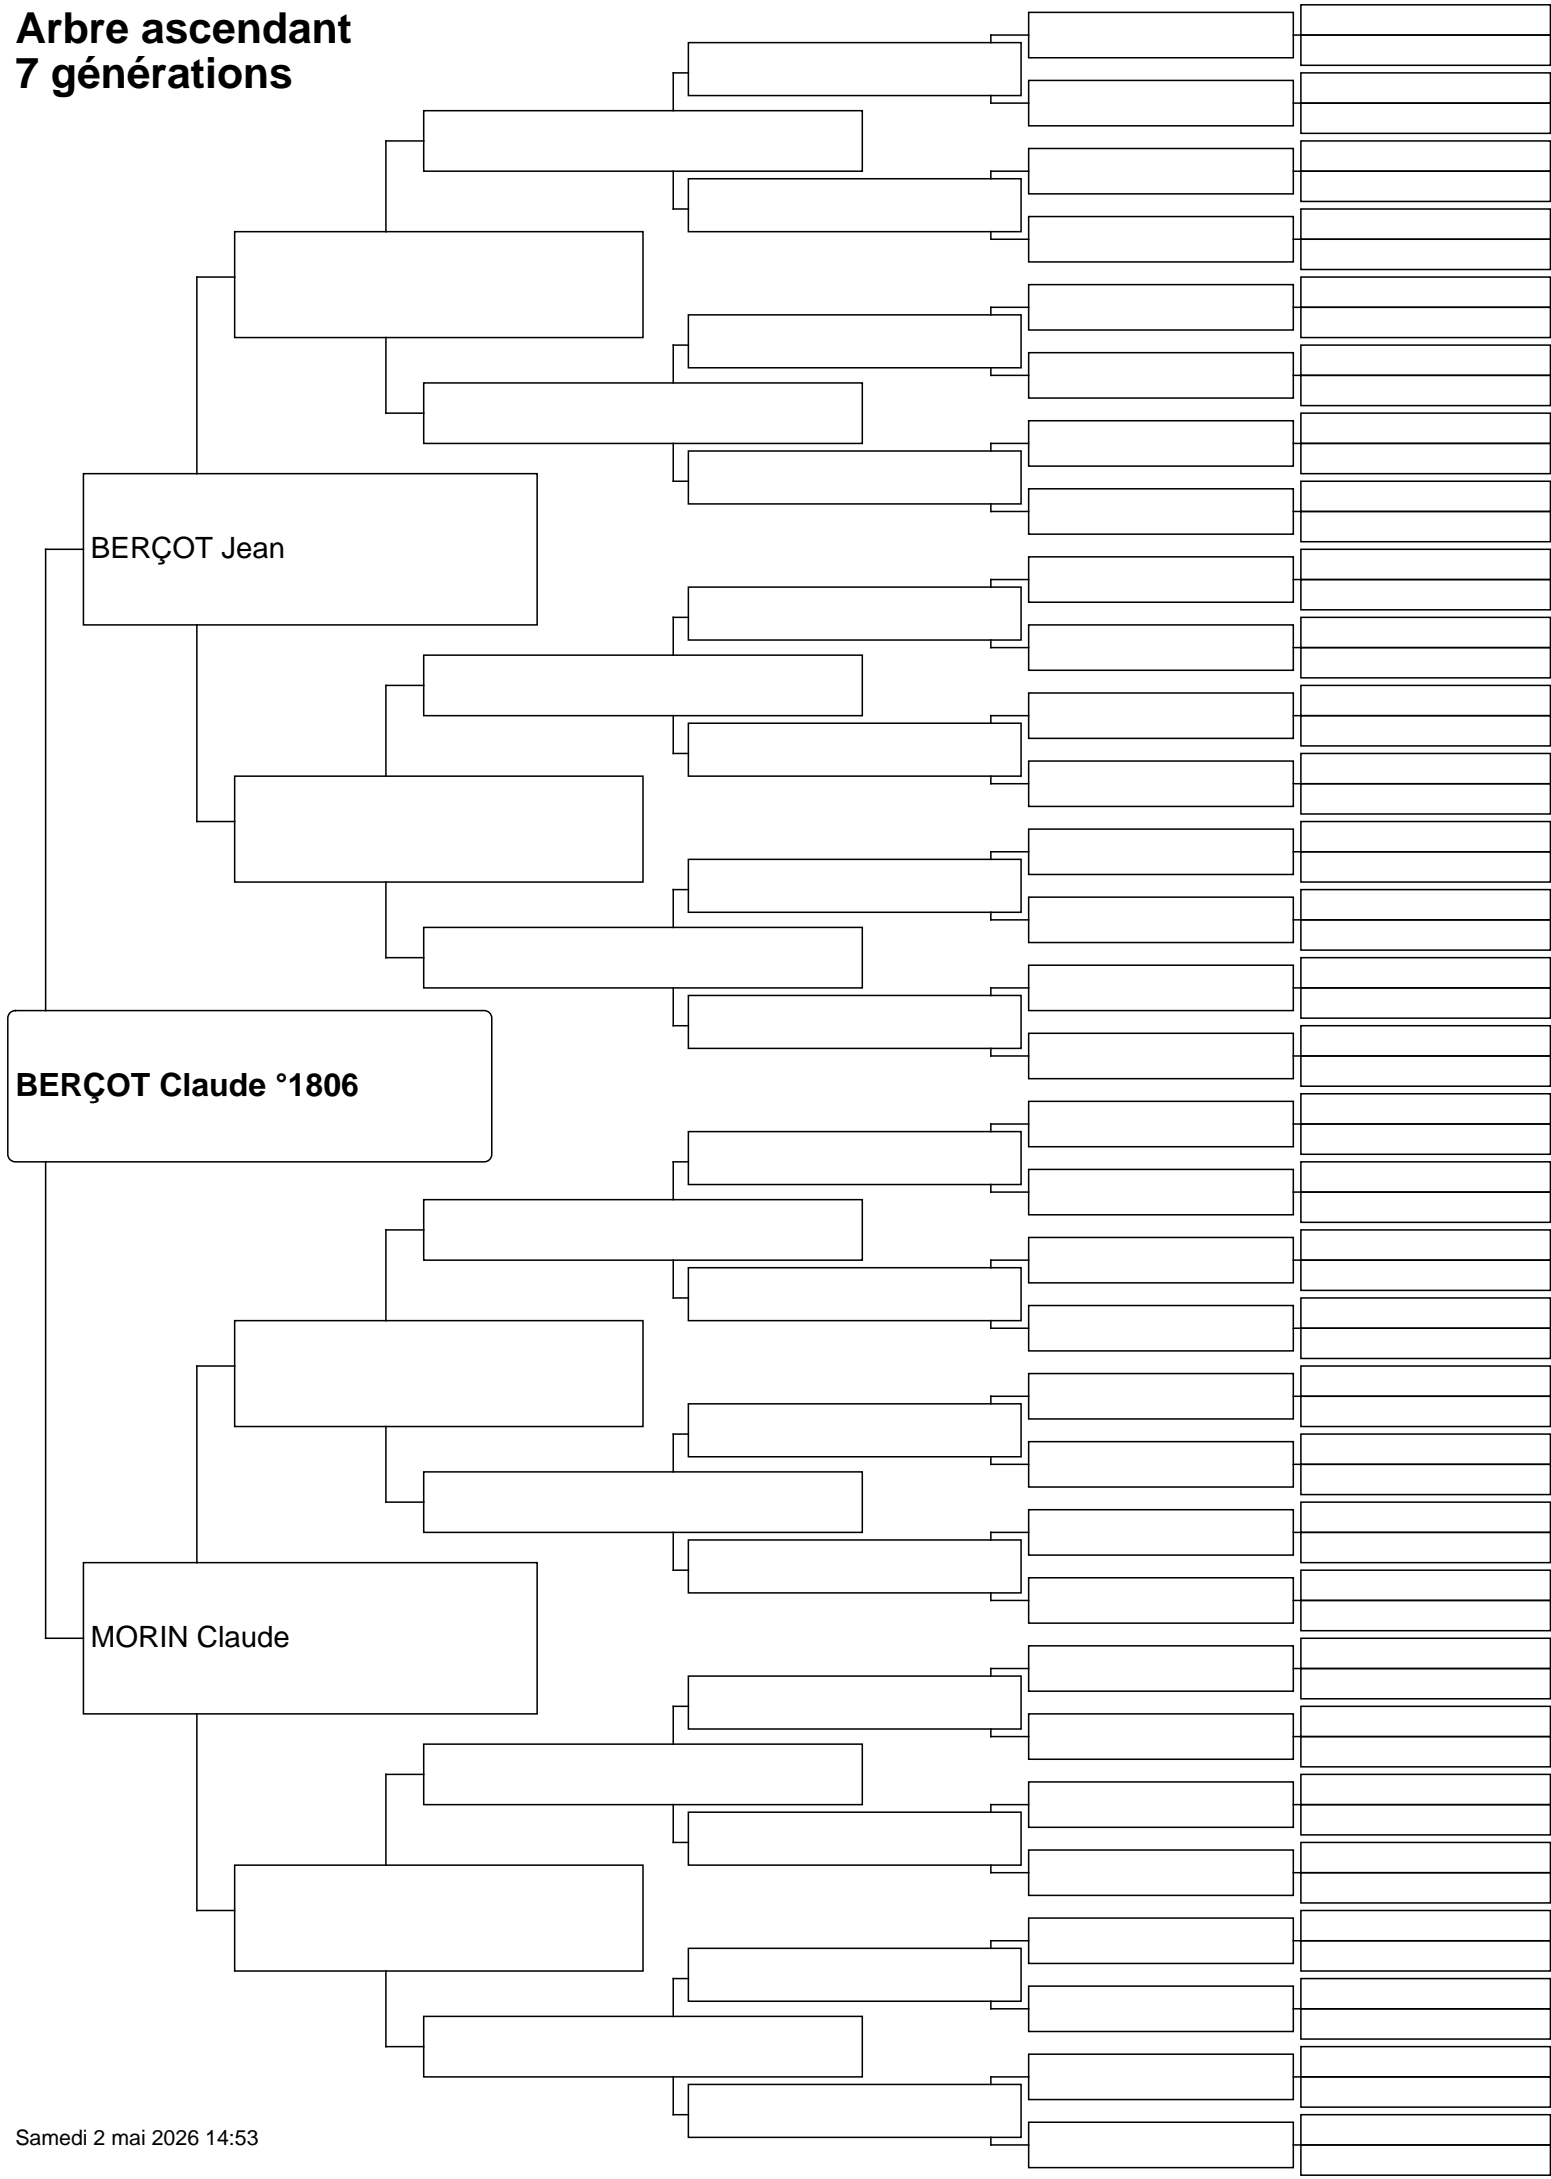 Arbre ascendant
7 générations
BERÇOT Jean
BERÇOT Claude °1806
MORIN Claude
Samedi 2 mai 2026 14:53